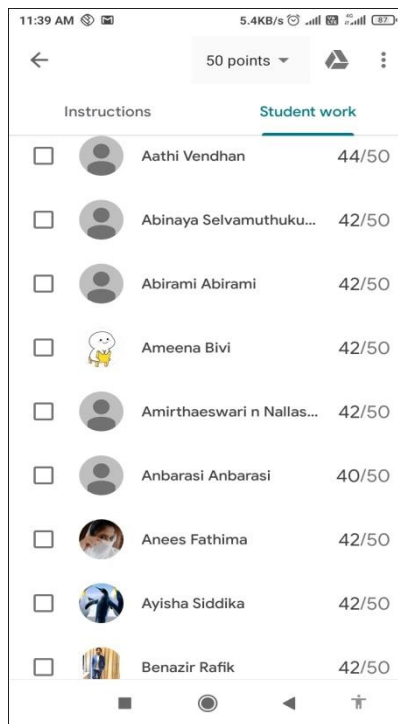 11:39 AM 5.4KB/s 4G 87
50 points
Instructions Student work
Aathi Vendhan 44/50
Abinaya Selvamuthuku... 42/50
Abirami Abirami 42/50
Ameena Bivi 42/50
Amirthaeswari n Nallas... 42/50
Anbarasi Anbarasi 40/50
Anees Fathima 42/50
Ayisha Siddika 42/50
Benazir Rafik 42/50